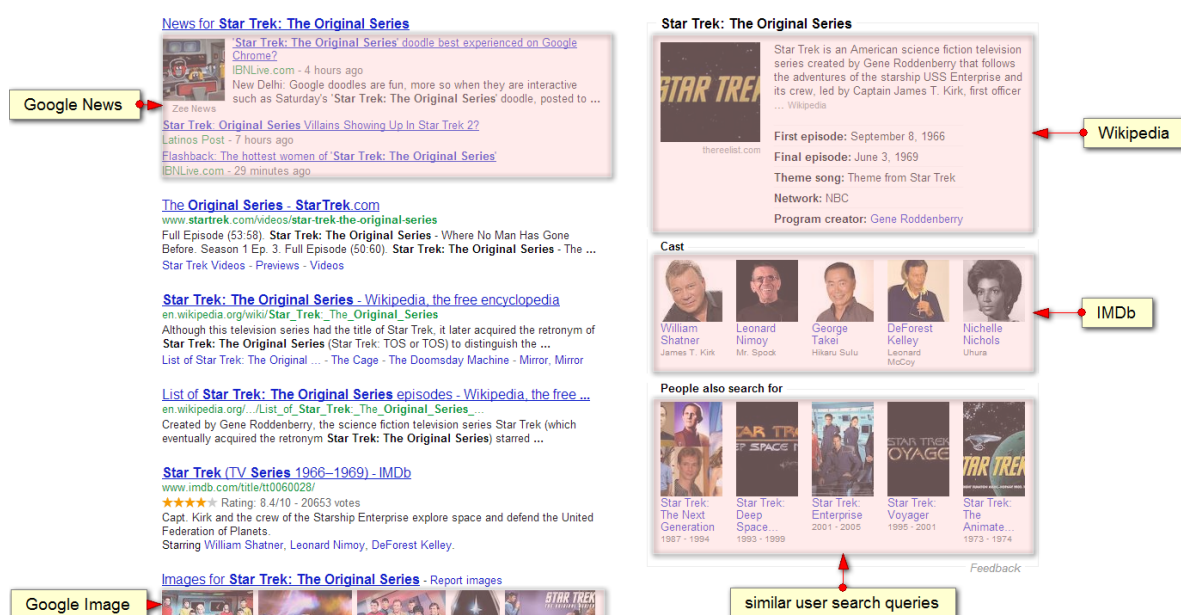 News for Star Trek: The Original Series
'Star Trek: The Original Series' doodle best experienced on Google
Chrome?
IBNLive.com - 4 hours ago
New Delhi: Google doodles are fun, more so when they are interactive
such as Saturday's 'Star Trek: The Original Series' doodle, posted to ...
Zee News
Star Trek: Original Series Villains Showing Up In Star Trek 2?
Latinos Post - 7 hours ago
Flashback: The hottest women of 'Star Trek: The Original Series'
IBNLive.com - 29 minutes ago
Google News
The Original Series - StarTrek.com
www.startrek.com/videos/star-trek-the-original-series
Full Episode (53:58). Star Trek: The Original Series - Where No Man Has Gone
Before. Season 1 Ep. 3. Full Episode (50:60). Star Trek: The Original Series - The ...
Star Trek Videos - Previews - Videos
Star Trek: The Original Series - Wikipedia, the free encyclopedia
en.wikipedia.org/wiki/Star_Trek:_The_Original_Series
Although this television series had the title of Star Trek, it later acquired the retronym of
Star Trek: The Original Series (Star Trek: TOS or TOS) to distinguish the ...
List of Star Trek: The Original ... - The Cage - The Doomsday Machine - Mirror, Mirror
List of Star Trek: The Original Series episodes - Wikipedia, the free ...
en.wikipedia.org/.../List_of_Star_Trek:_The_Original_Series_...
Created by Gene Roddenberry, the science fiction television series Star Trek (which
eventually acquired the retronym Star Trek: The Original Series) starred ...
Star Trek (TV Series 1966–1969) - IMDb
www.imdb.com/title/tt0060028/
Rating: 8.4/10 - 20653 votes
Capt. Kirk and the crew of the Starship Enterprise explore space and defend the United
Federation of Planets.
Starring William Shatner, Leonard Nimoy, DeForest Kelley.
Images for Star Trek: The Original Series - Report images
STAR TREK
Google Image
Star Trek: The Original Series
STAR TREK
thereelist.com
Star Trek is an American science fiction television
series created by Gene Roddenberry that follows
the adventures of the starship USS Enterprise and
its crew, led by Captain James T. Kirk, first officer
... Wikipedia
First episode: September 8, 1966
Final episode: June 3, 1969
Theme song: Theme from Star Trek
Network: NBC
Program creator: Gene Roddenberry
Wikipedia
Cast
William
Shatner
James T. Kirk
Leonard
Nimoy
Mr. Spock
George
Takei
Hikaru Sulu
DeForest
Kelley
Leonard
McCoy
Nichelle
Nichols
Uhura
IMDb
People also search for
STAR TREK
VOYAGE
Star Trek:
The Next
Generation
1987 - 1994
Star Trek:
Deep
Space...
1993 - 1999
Star Trek:
Enterprise
2001 - 2005
Star Trek:
Voyager
1995 - 2001
Star Trek:
The
Animate...
1973 - 1974
Feedback
similar user search queries